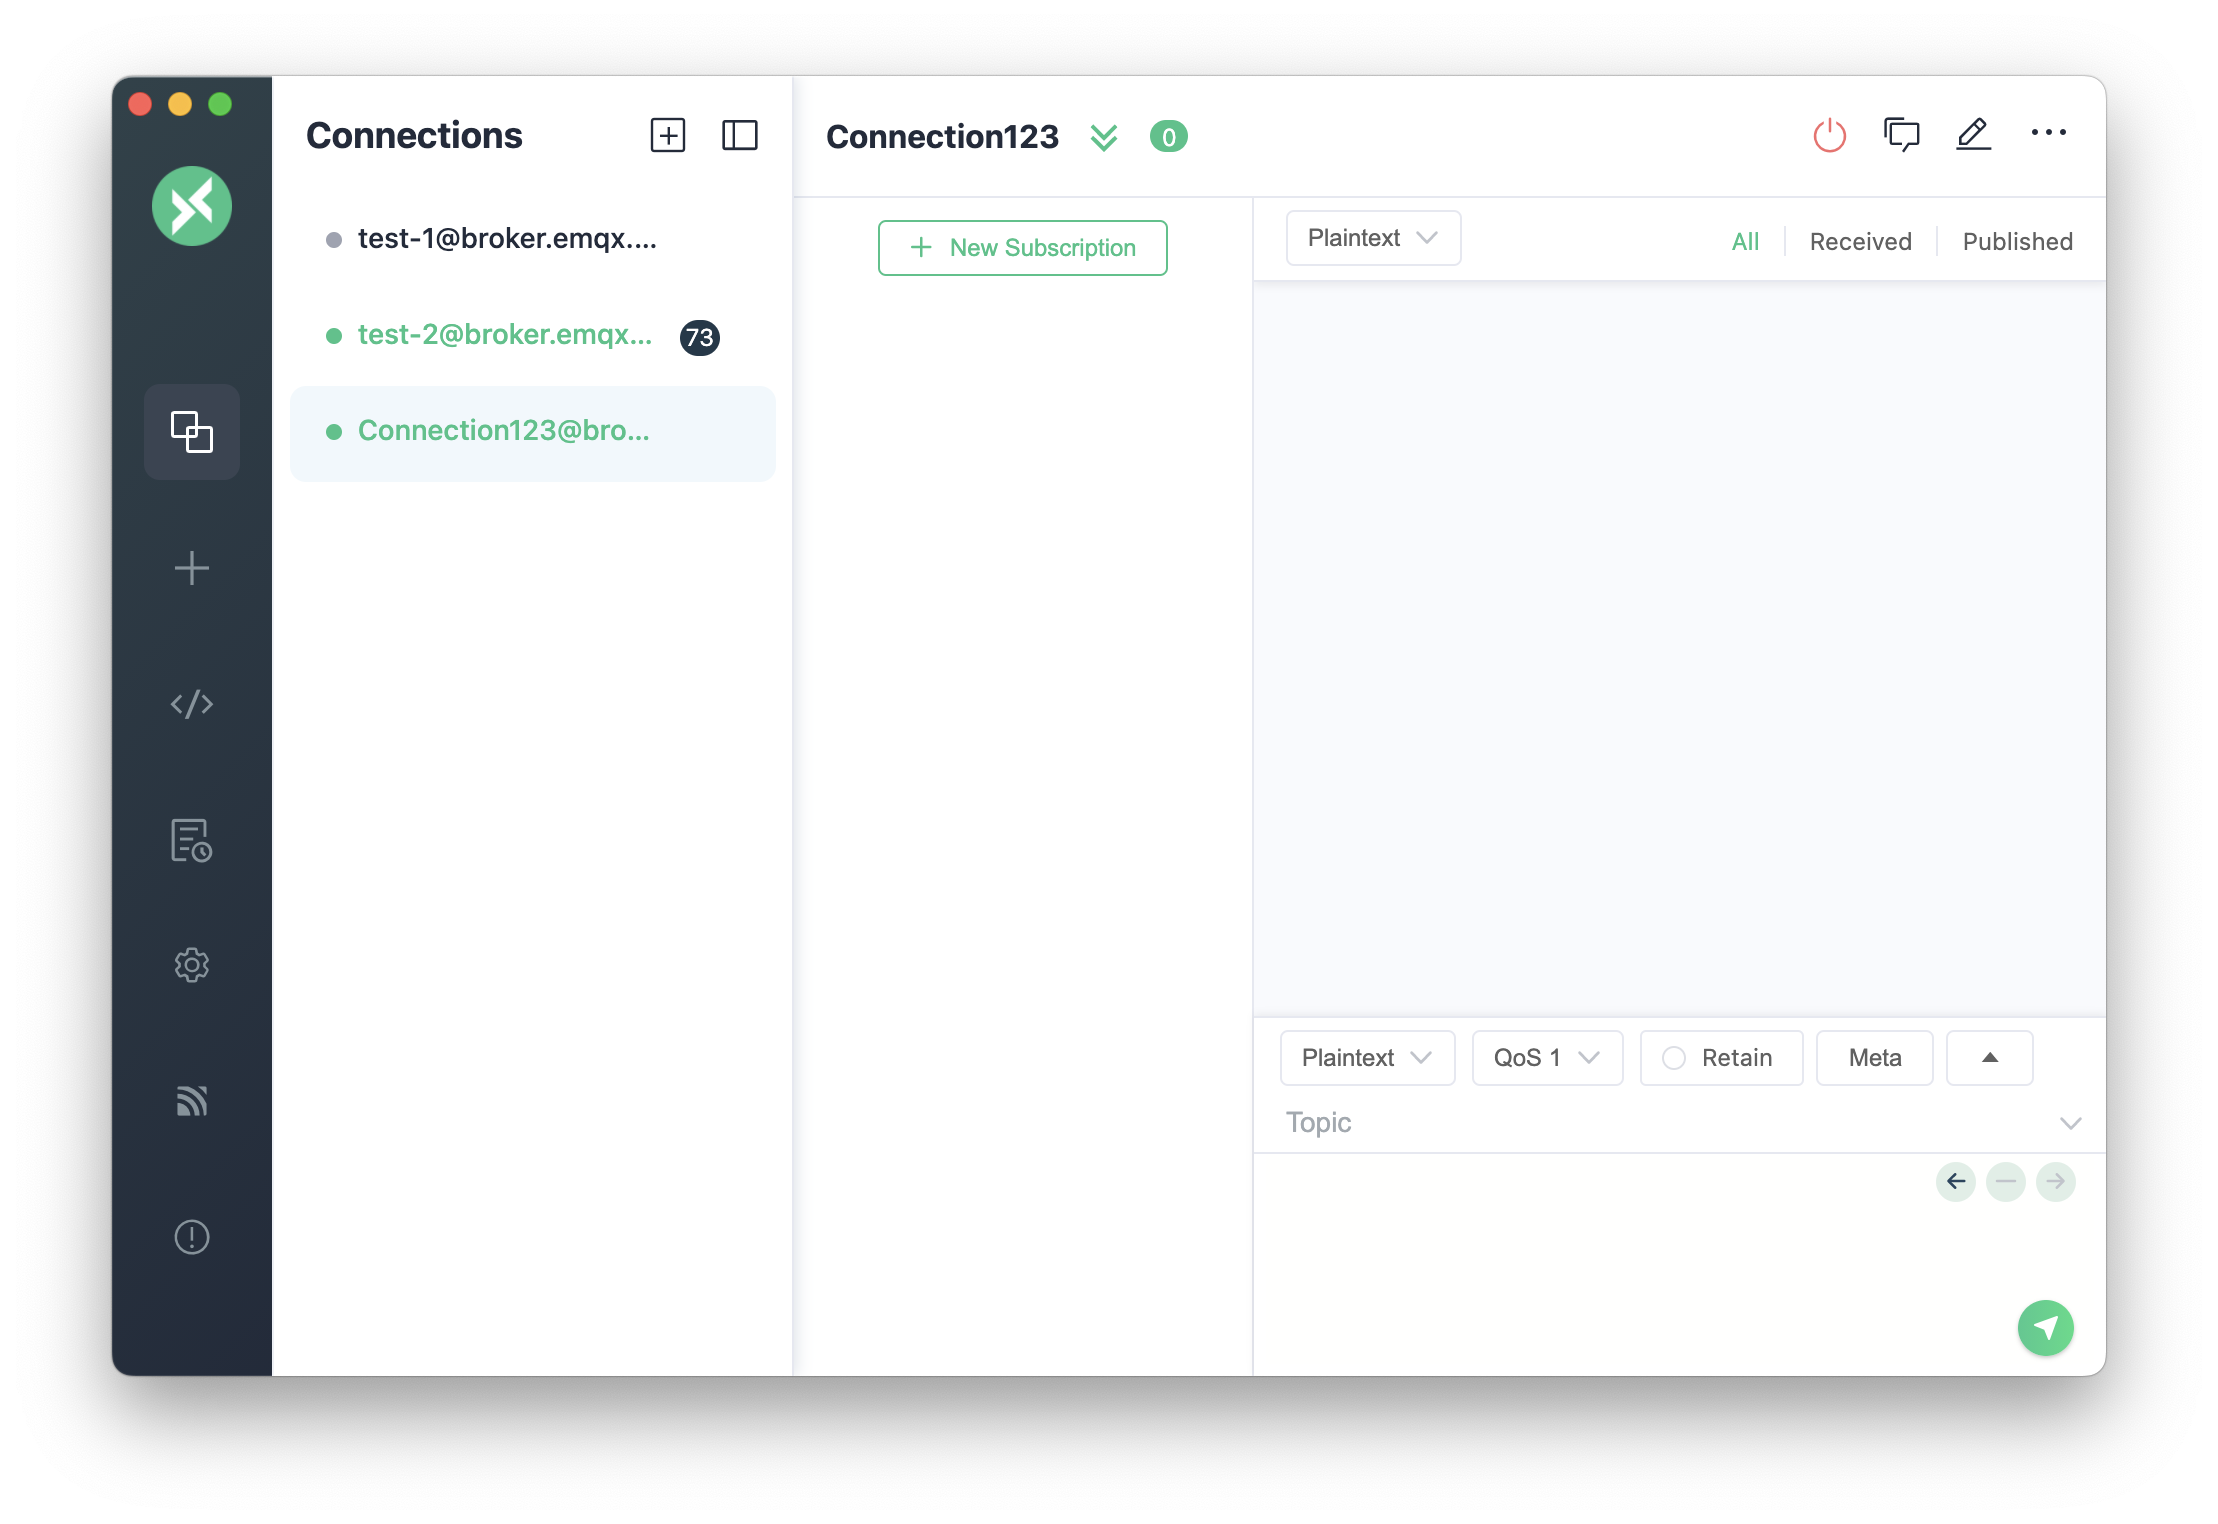 Connections
test-1@broker.emqx....
test-2@broker.emqx...
73
Connection123@bro...
Connection123
0
New Subscription
Plaintext
All
Received
Published
Plaintext
QoS 1
Retain
Meta
Topic